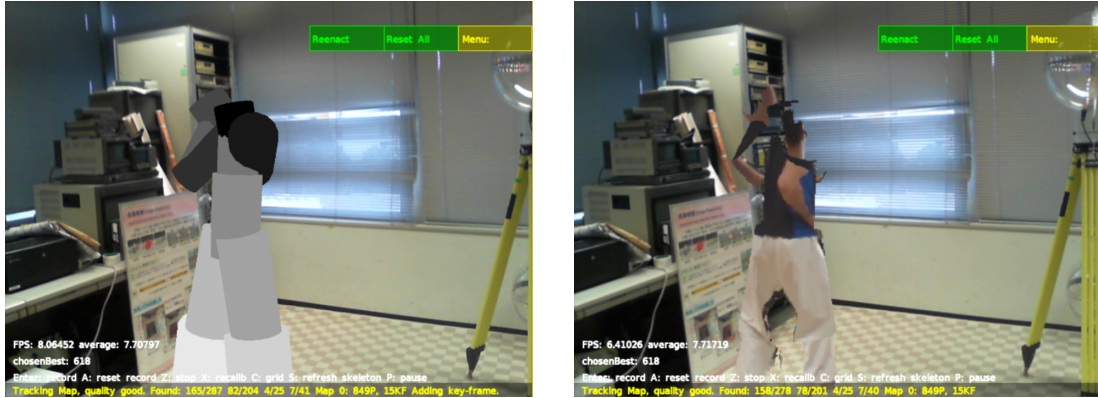 Reenact Reset All Menu:
FPS: 8.06452 average: 7.70797
chosenBest: 618
Enter: record A: reset record Z: stop X: recalib C: grid S: refresh skeleton P: pause
Tracking Map, quality good. Found: 165/287 82/204 4/25 7/41 Map 0: 849P, 15KF Adding key-frame.
Reenact Reset All Menu:
FPS: 6.41026 average: 7.71719
chosenBest: 618
Enter: record A: reset record Z: stop X: recalib C: grid S: refresh skeleton P: pause
Tracking Map, quality good. Found: 158/278 78/201 4/25 7/40 Map 0: 849P, 15KF